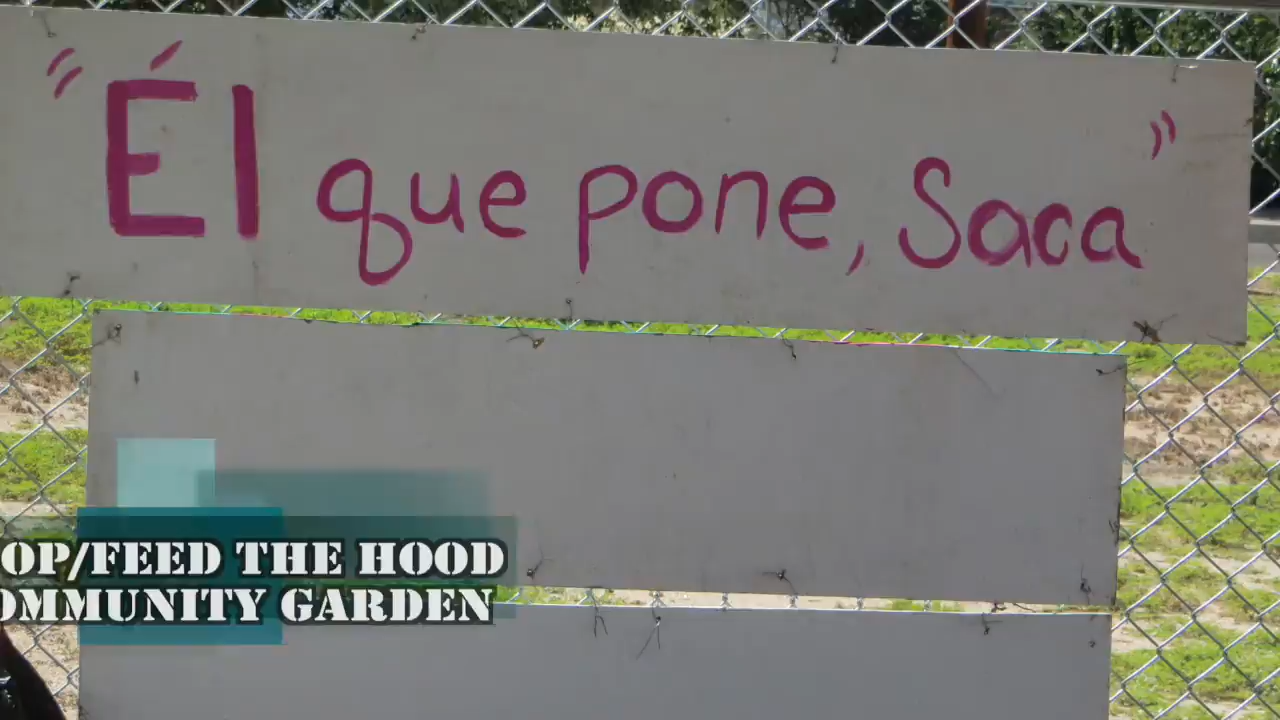 "Él que pone, Saca"
OP/FEED THE HOOD
OMMUNITY GARDEN